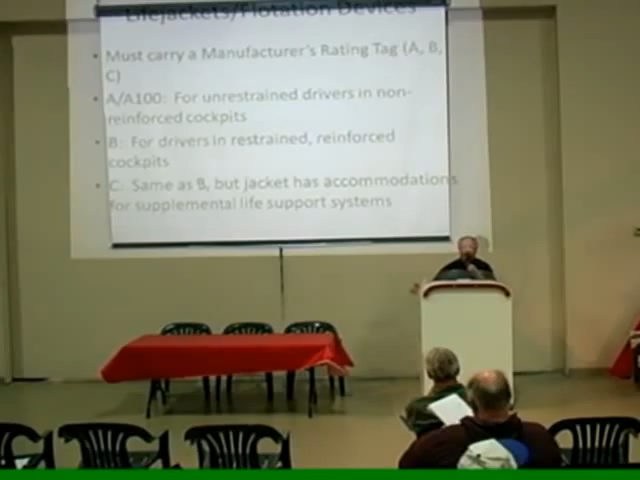 Lifejackets/Flotation Devices
• Must carry a Manufacturer's Rating Tag (A, B,
C)
• A/A100: For unrestrained drivers in non-
reinforced cockpits
• B: For drivers in restrained, reinforced
cockpits
• C. Same as B, but jacket has accommodations
for supplemental life support systems